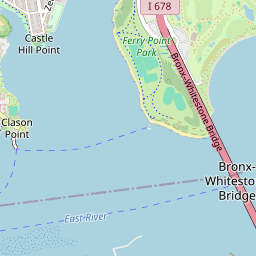 I 678
Castle
Hill Point
Ferry Point
Park
Bronx-Whitestone Bridge
Clason
Point
Bronx-
Whitestone
Bridge
East River